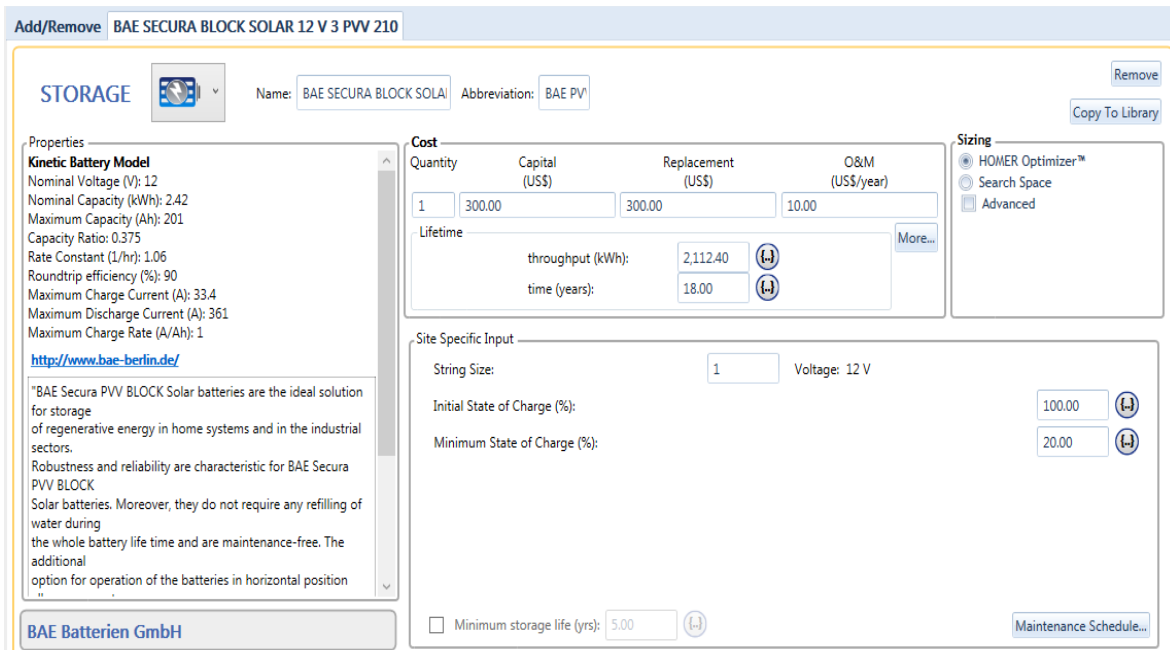 Add/Remove BAE SECURA BLOCK SOLAR 12 V 3 PVV 210
Remove
STORAGE
Name: BAE SECURA BLOCK SOLA
Abbreviation: BAE PV
Copy To Library
Properties
Kinetic Battery Model
Nominal Voltage (V): 12
Nominal Capacity (kWh): 2.42
Maximum Capacity (Ah): 201
Capacity Ratio: 0.375
Rate Constant (1/hr): 1.06
Roundtrip efficiency (%): 90
Maximum Charge Current (A): 33.4
Maximum Discharge Current (A): 361
Maximum Charge Rate (A/Ah): 1
http://www.bae-berlin.de/
"BAE Secura PVV BLOCK Solar batteries are the ideal solution
for storage
of regenerative energy in home systems and in the industrial
sectors.
Robustness and reliability are characteristic for BAE Secura
PVV BLOCK
Solar batteries. Moreover, they do not require any refilling of
water during
the whole battery life time and are maintenance-free. The
additional
option for operation of the batteries in horizontal position
BAE Batterien GmbH
Cost
Quantity Capital Replacement O&M
(US$) (US$) (US$/year)
1 300.00 300.00 10.00
Lifetime
More...
throughput (kWh): 2,112.40 {..}
time (years): 18.00 {..}
Sizing
HOMER Optimizer™
Search Space
Advanced
Site Specific Input
String Size: 1 Voltage: 12 V
Initial State of Charge (%): 100.00 {..}
Minimum State of Charge (%): 20.00 {..}
Minimum storage life (yrs): 5.00 {..}
Maintenance Schedule...